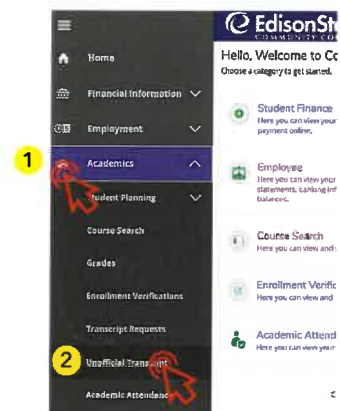 EdisonSt
COMMUNITY CO
Home
Hello, Welcome to Co
Choose a category to get started.
Financial Information
Student Finance
Here you can view your
payment online.
Employment
1
Academics
Employee
Here you can view your
statements, banking inf
balances.
Student Planning
Course Search
Course Search
Here you can view and
Grades
Enrollment Verifications
Enrollment Verific
Here you can view and
Transcript Requests
2
Unofficial Transcript
Academic Attend
Here you can view your
Academic Attendance